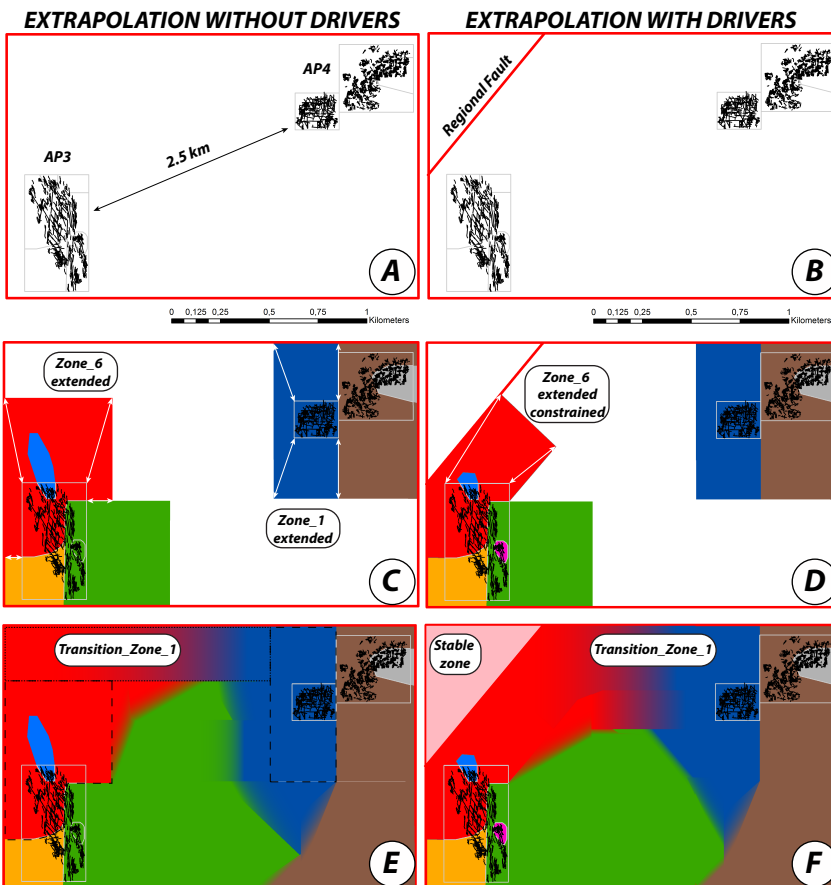 EXTRAPOLATION WITHOUT DRIVERS
EXTRAPOLATION WITH DRIVERS
AP4
2.5 km
AP3
A
Regional Fault
B
0 0,125 0,25 0,5 0,75 1
Kilometers
0 0,125 0,25 0,5 0,75 1
Kilometers
Zone_6
extended
Zone_1
extended
C
Zone_6
extended
constrained
D
Transition_Zone_1
E
Stable
zone
Transition_Zone_1
F